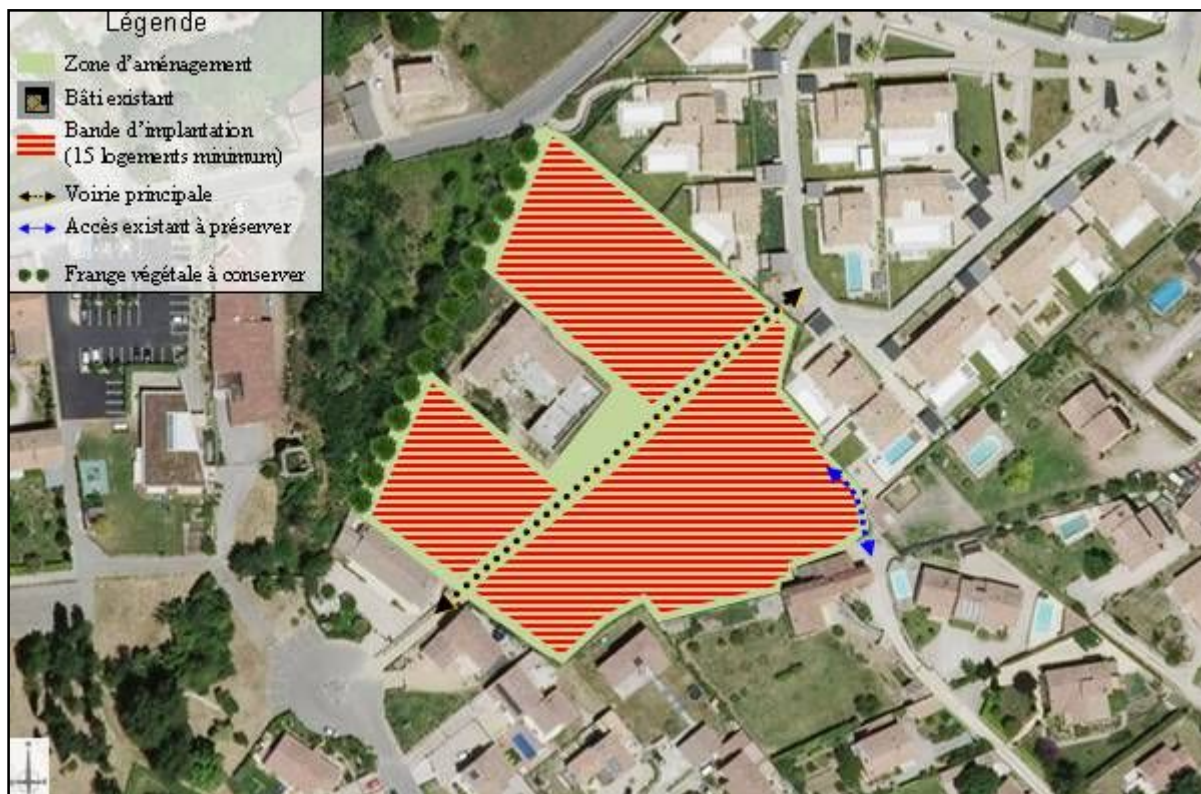 Légende
Zone d'aménagement
Bâti existant
Bande d'implantation
(15 logements minimum)
Voirie principale
Accès existant à préserver
Frange végétale à conserver